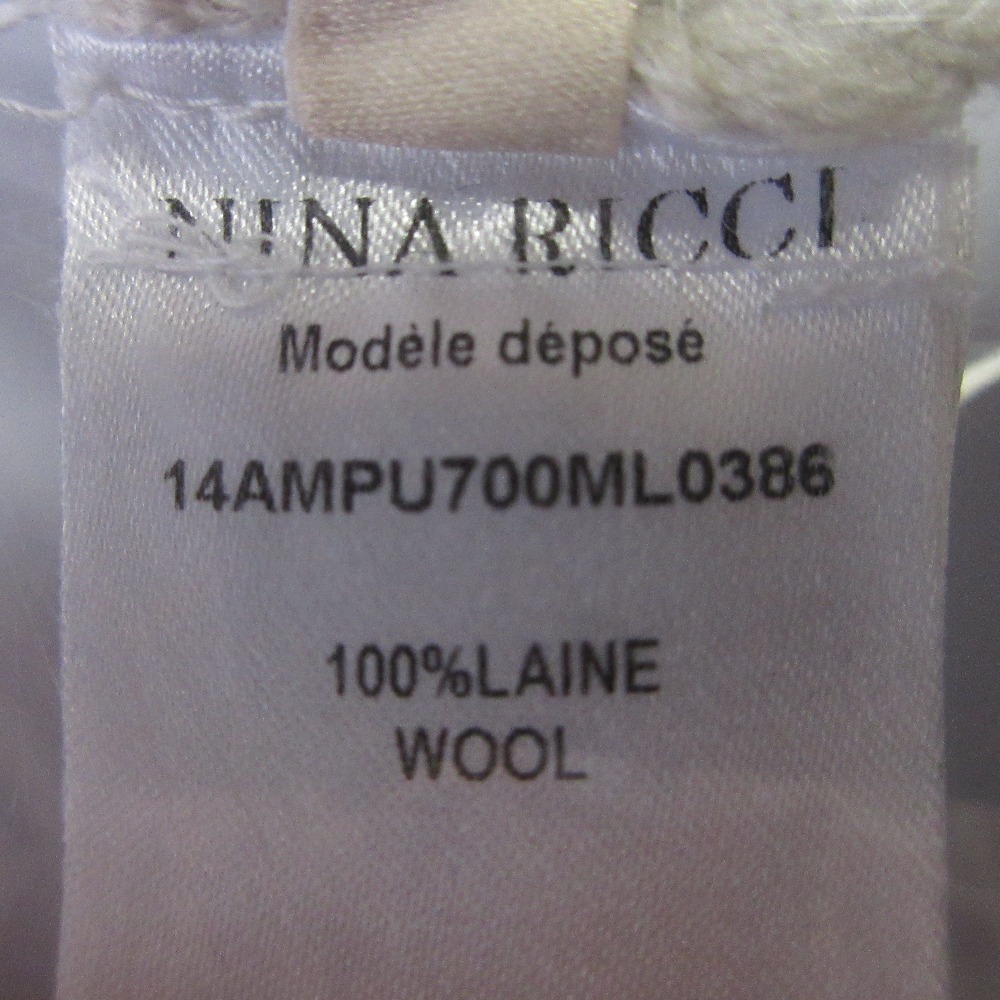 NINA RICCI
Modèle déposé
14AMPU700ML0386
100%LAINE
WOOL